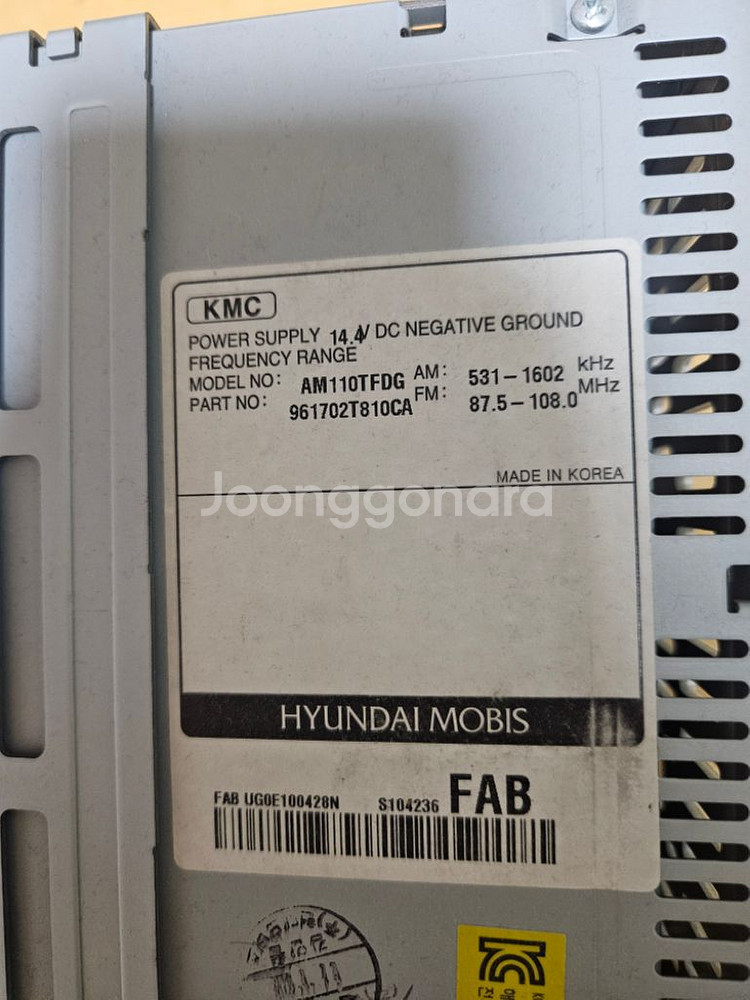 KMC
POWER SUPPLY 14.4V DC NEGATIVE GROUND
FREQUENCY RANGE
MODEL NO: AM110TFDG AM: 531-1602 kHz
PART NO: 961702T810CA FM: 87.5-108.0 MHz
MADE IN KOREA
Joonggonara
HYUNDAI MOBIS
FAB UG0E100428N S104236 FAB